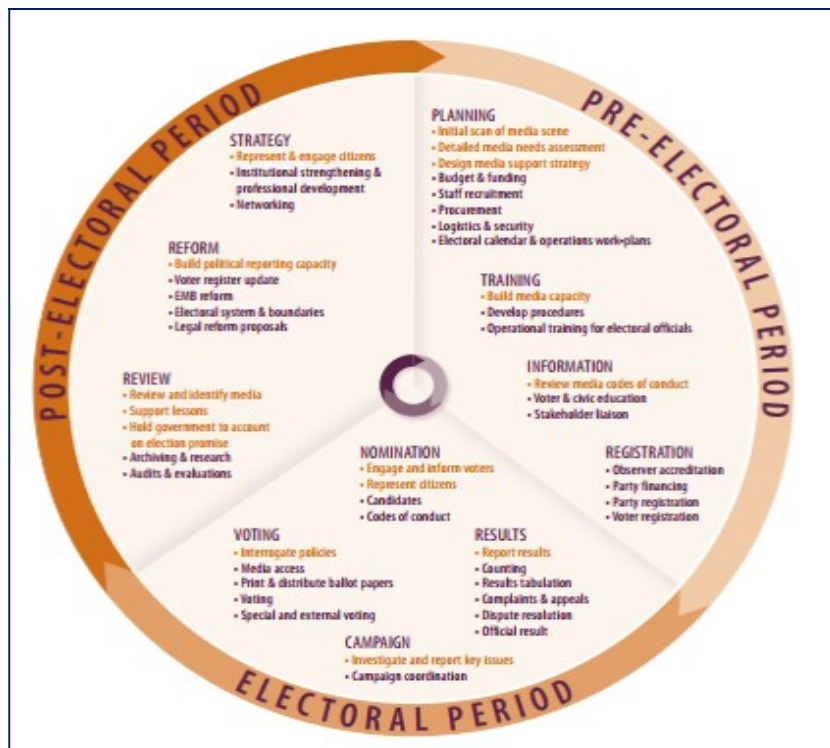 POST-ELECTORAL PERIOD
PRE-ELECTORAL PERIOD
ELECTORAL PERIOD
PLANNING
• Initial scan of media scene
• Detailed media needs assessment
• Design media support strategy
• Budget & funding
• Staff recruitment
• Procurement
• Logistics & security
• Electoral calendar & operations work-plans
TRAINING
• Build media capacity
• Develop procedures
• Operational training for electoral officials
INFORMATION
• Review media codes of conduct
• Voter & civic education
• Stakeholder liaison
REGISTRATION
• Observer accreditation
• Party financing
• Party registration
• Voter registration
NOMINATION
• Engage and inform voters
• Represent citizens
• Candidates
• Codes of conduct
RESULTS
• Report results
• Counting
• Results tabulation
• Complaints & appeals
• Dispute resolution
• Official result
CAMPAIGN
• Investigate and report key issues
• Campaign coordination
VOTING
• Interrogate policies
• Media access
• Print & distribute ballot papers
• Voting
• Special and external voting
REVIEW
• Review and identify media
• Support lessons
• Hold government to account
on election promise
• Archiving & research
• Audits & evaluations
REFORM
• Build political reporting capacity
• Voter register update
• EMB reform
• Electoral system & boundaries
• Legal reform proposals
STRATEGY
• Represent & engage citizens
• Institutional strengthening &
professional development
• Networking